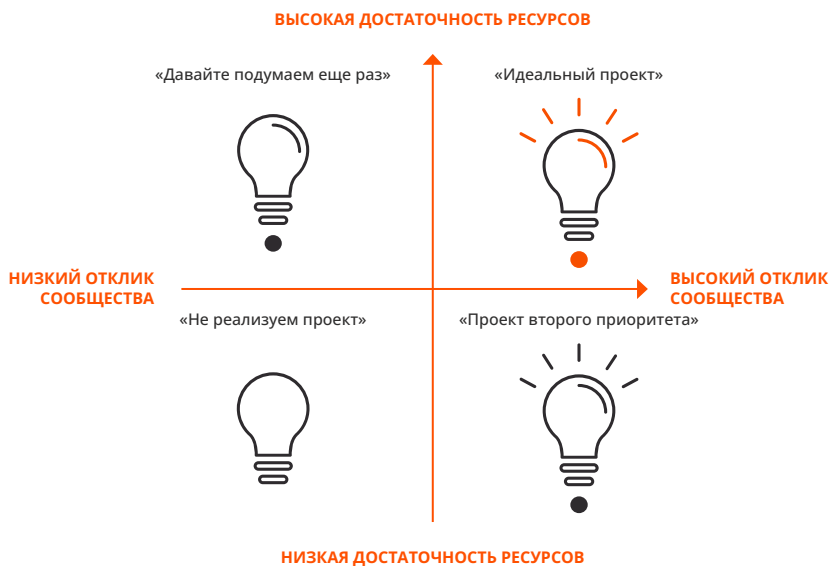 ВЫСОКАЯ ДОСТАТОЧНОСТЬ РЕСУРСОВ
«Давайте подумаем еще раз»
«Идеальный проект»
НИЗКИЙ ОТКЛИК
СООБЩЕСТВА
ВЫСОКИЙ ОТКЛИК
СООБЩЕСТВА
«Не реализуем проект»
«Проект второго приоритета»
НИЗКАЯ ДОСТАТОЧНОСТЬ РЕСУРСОВ